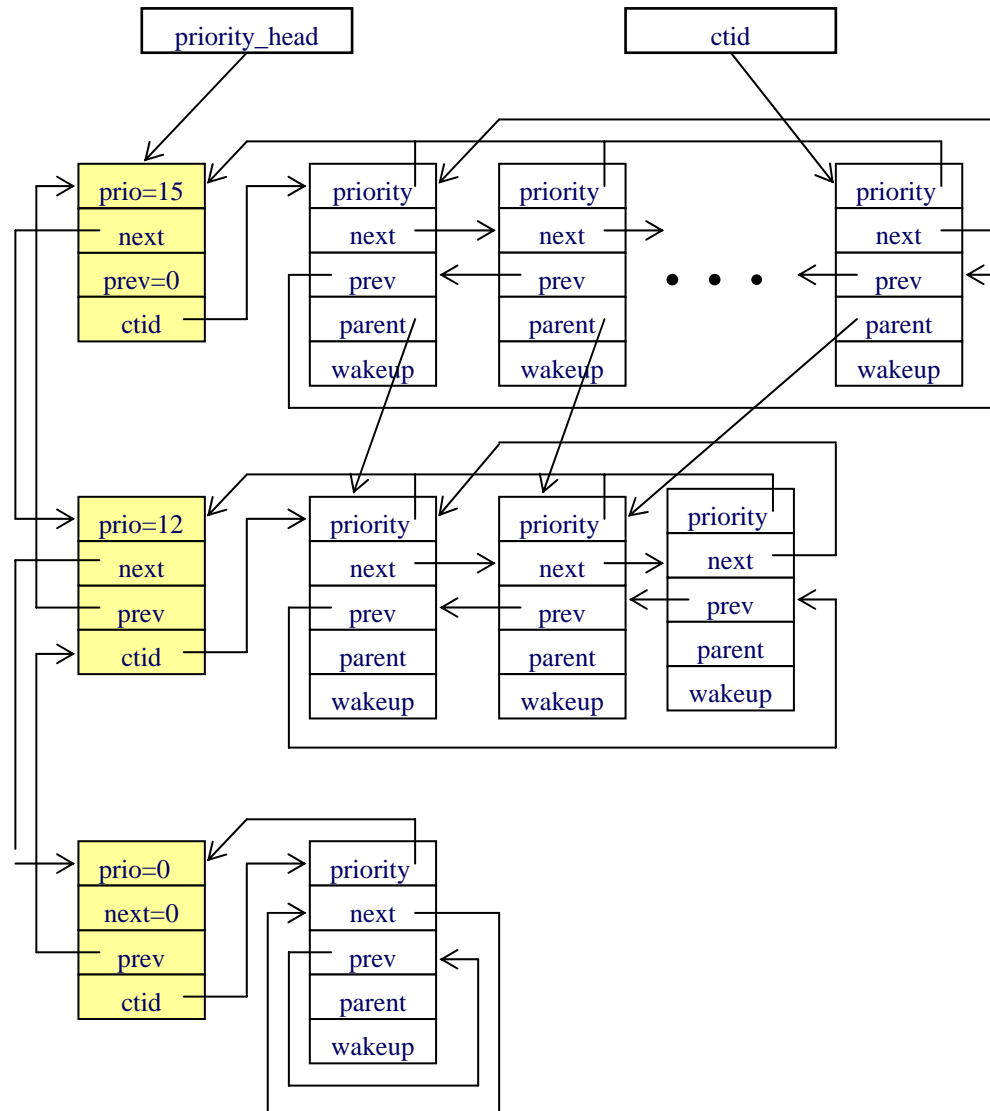 priority_head
ctid
prio=15
next
prev=0
ctid
priority
next
prev
parent
wakeup
priority
next
prev
parent
wakeup
• • •
priority
next
prev
parent
wakeup
prio=12
next
prev
ctid
priority
next
prev
parent
wakeup
priority
next
prev
parent
wakeup
priority
next
prev
parent
wakeup
prio=0
next=0
prev
ctid
priority
next
prev
parent
wakeup